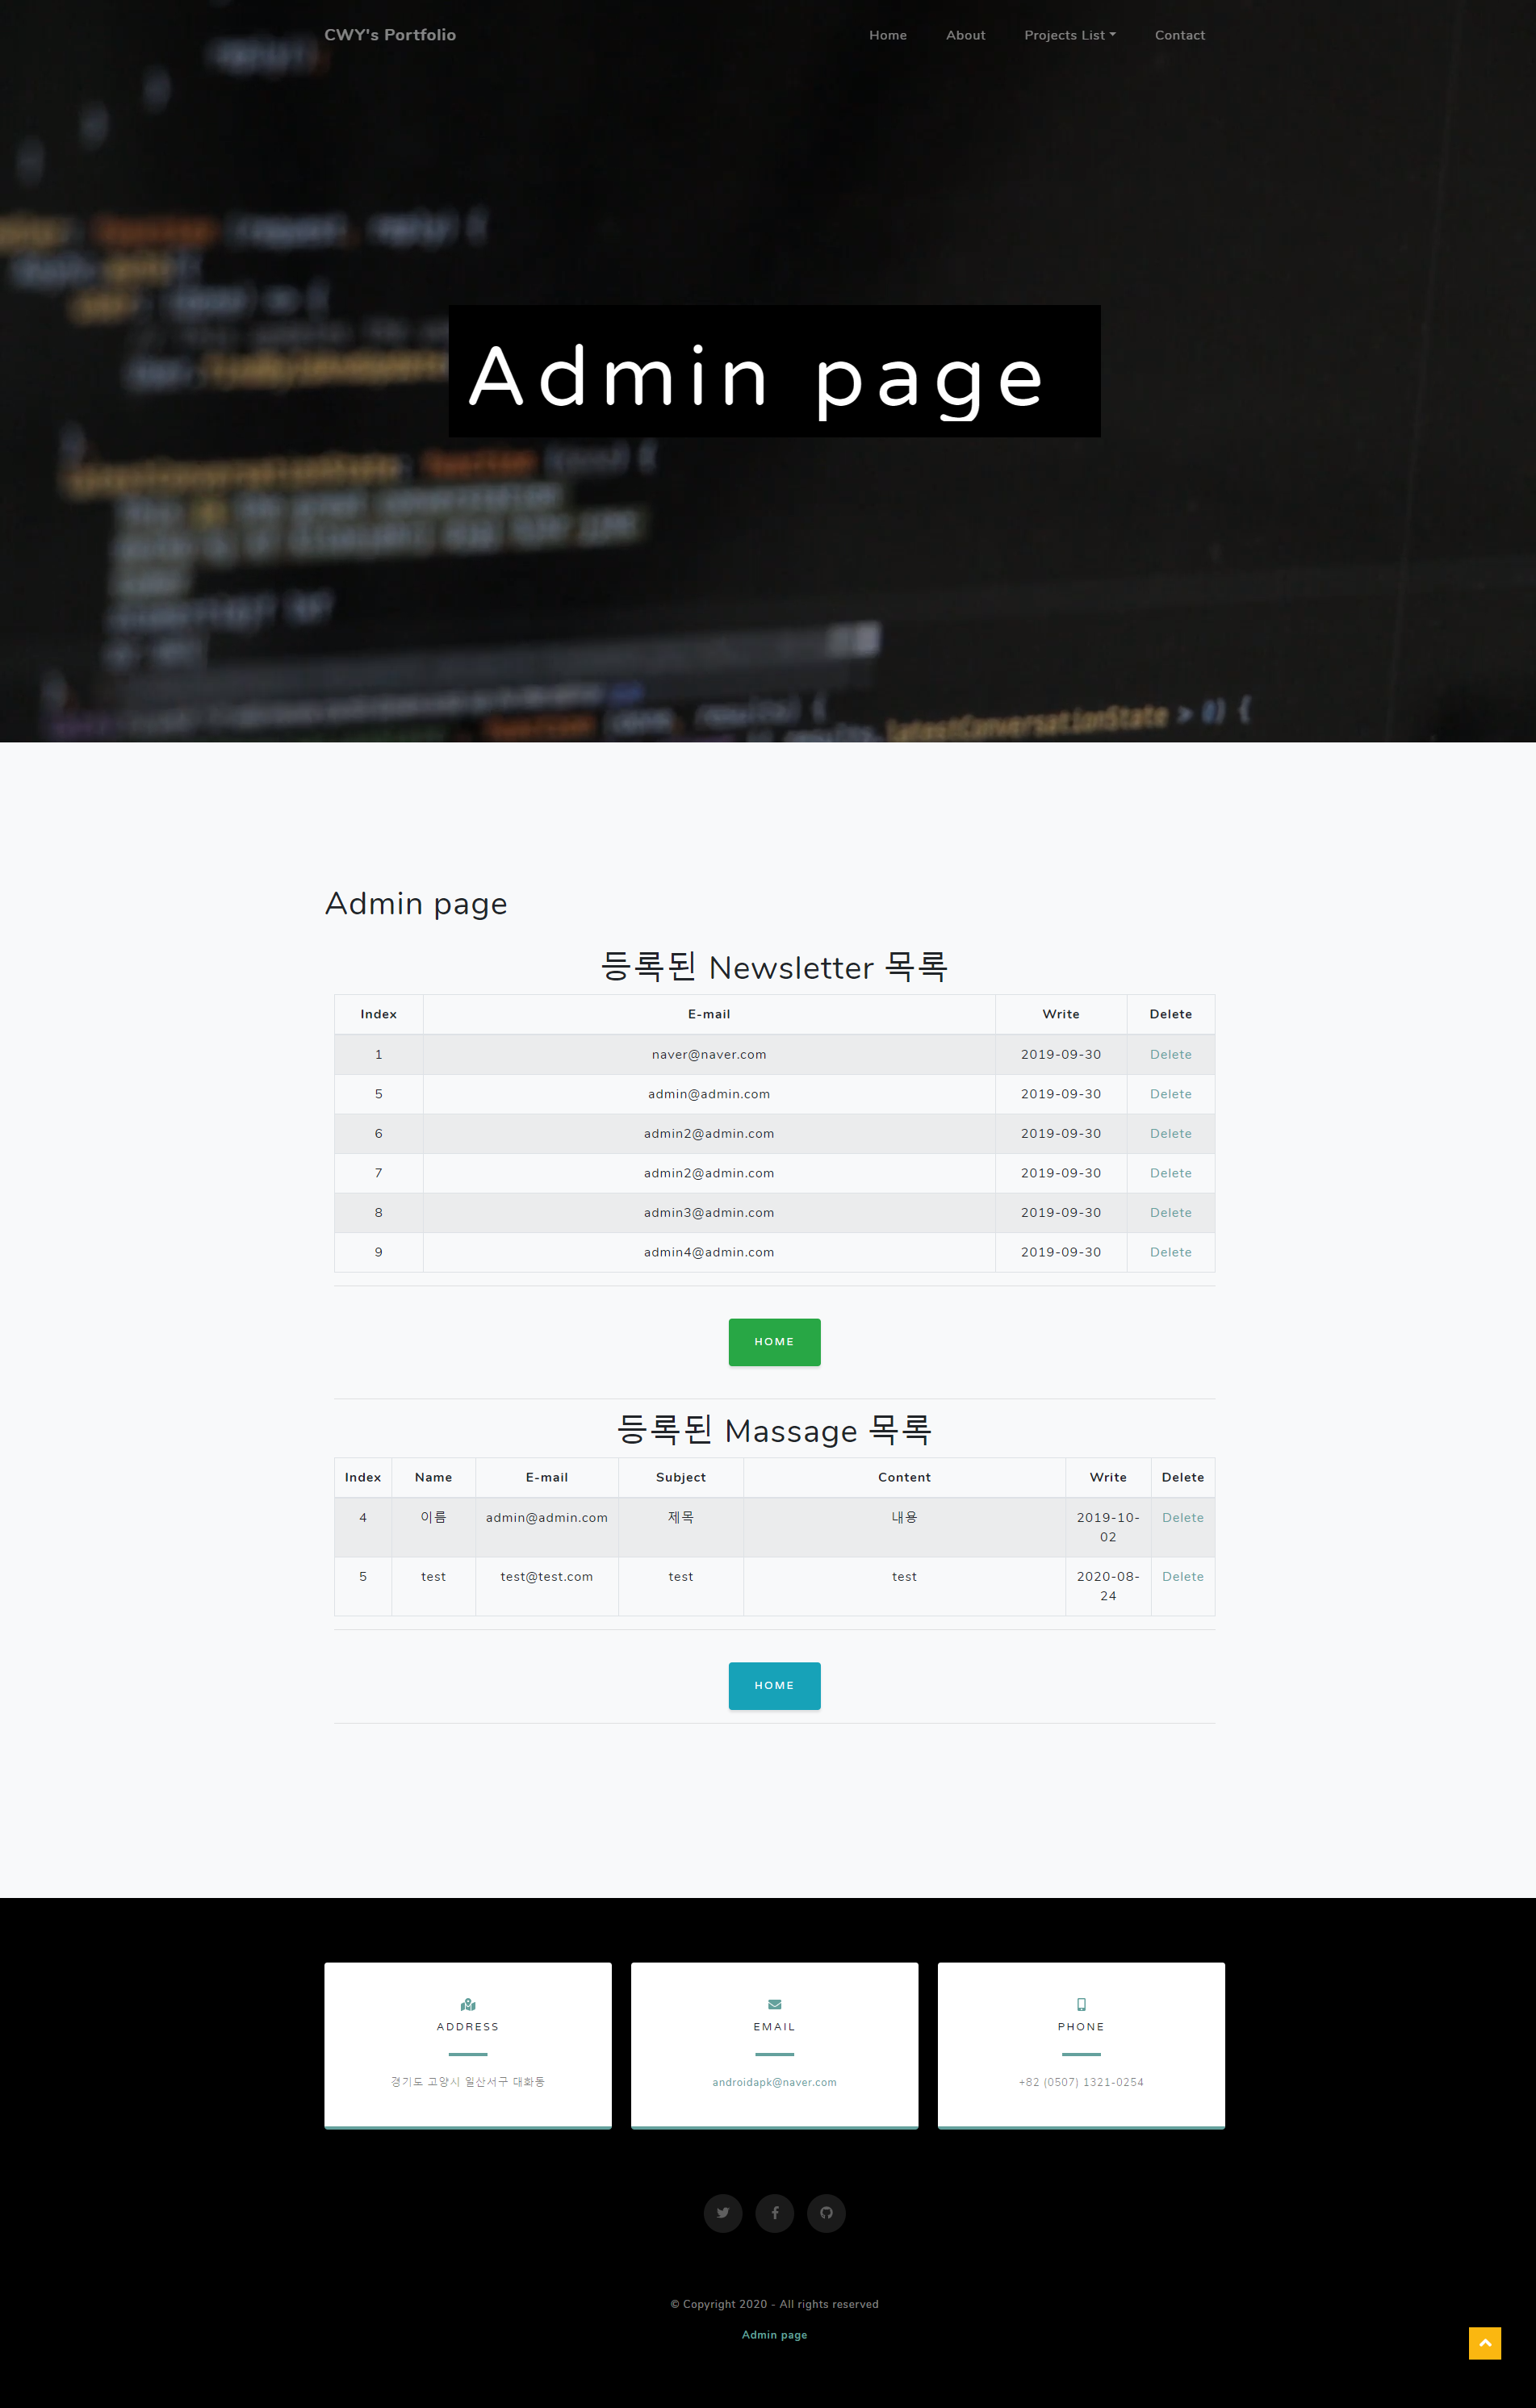 CWY's Portfolio
Home About Projects List Contact
Admin page
Admin page
등록된 Newsletter 목록
Index E-mail Write Delete
1 naver@naver.com 2019-09-30 Delete
5 admin@admin.com 2019-09-30 Delete
6 admin2@admin.com 2019-09-30 Delete
7 admin2@admin.com 2019-09-30 Delete
8 admin3@admin.com 2019-09-30 Delete
9 admin4@admin.com 2019-09-30 Delete
HOME
등록된 Massage 목록
Index Name E-mail Subject Content Write Delete
4 이름 admin@admin.com 제목 내용 2019-10-
02 Delete
5 test test@test.com test test 2020-08-
24 Delete
HOME
ADDRESS
경기도 고양시 일산서구 대화동
EMAIL
androidapk@naver.com
PHONE
+82 (0507) 1321-0254
© Copyright 2020 - All rights reserved
Admin page